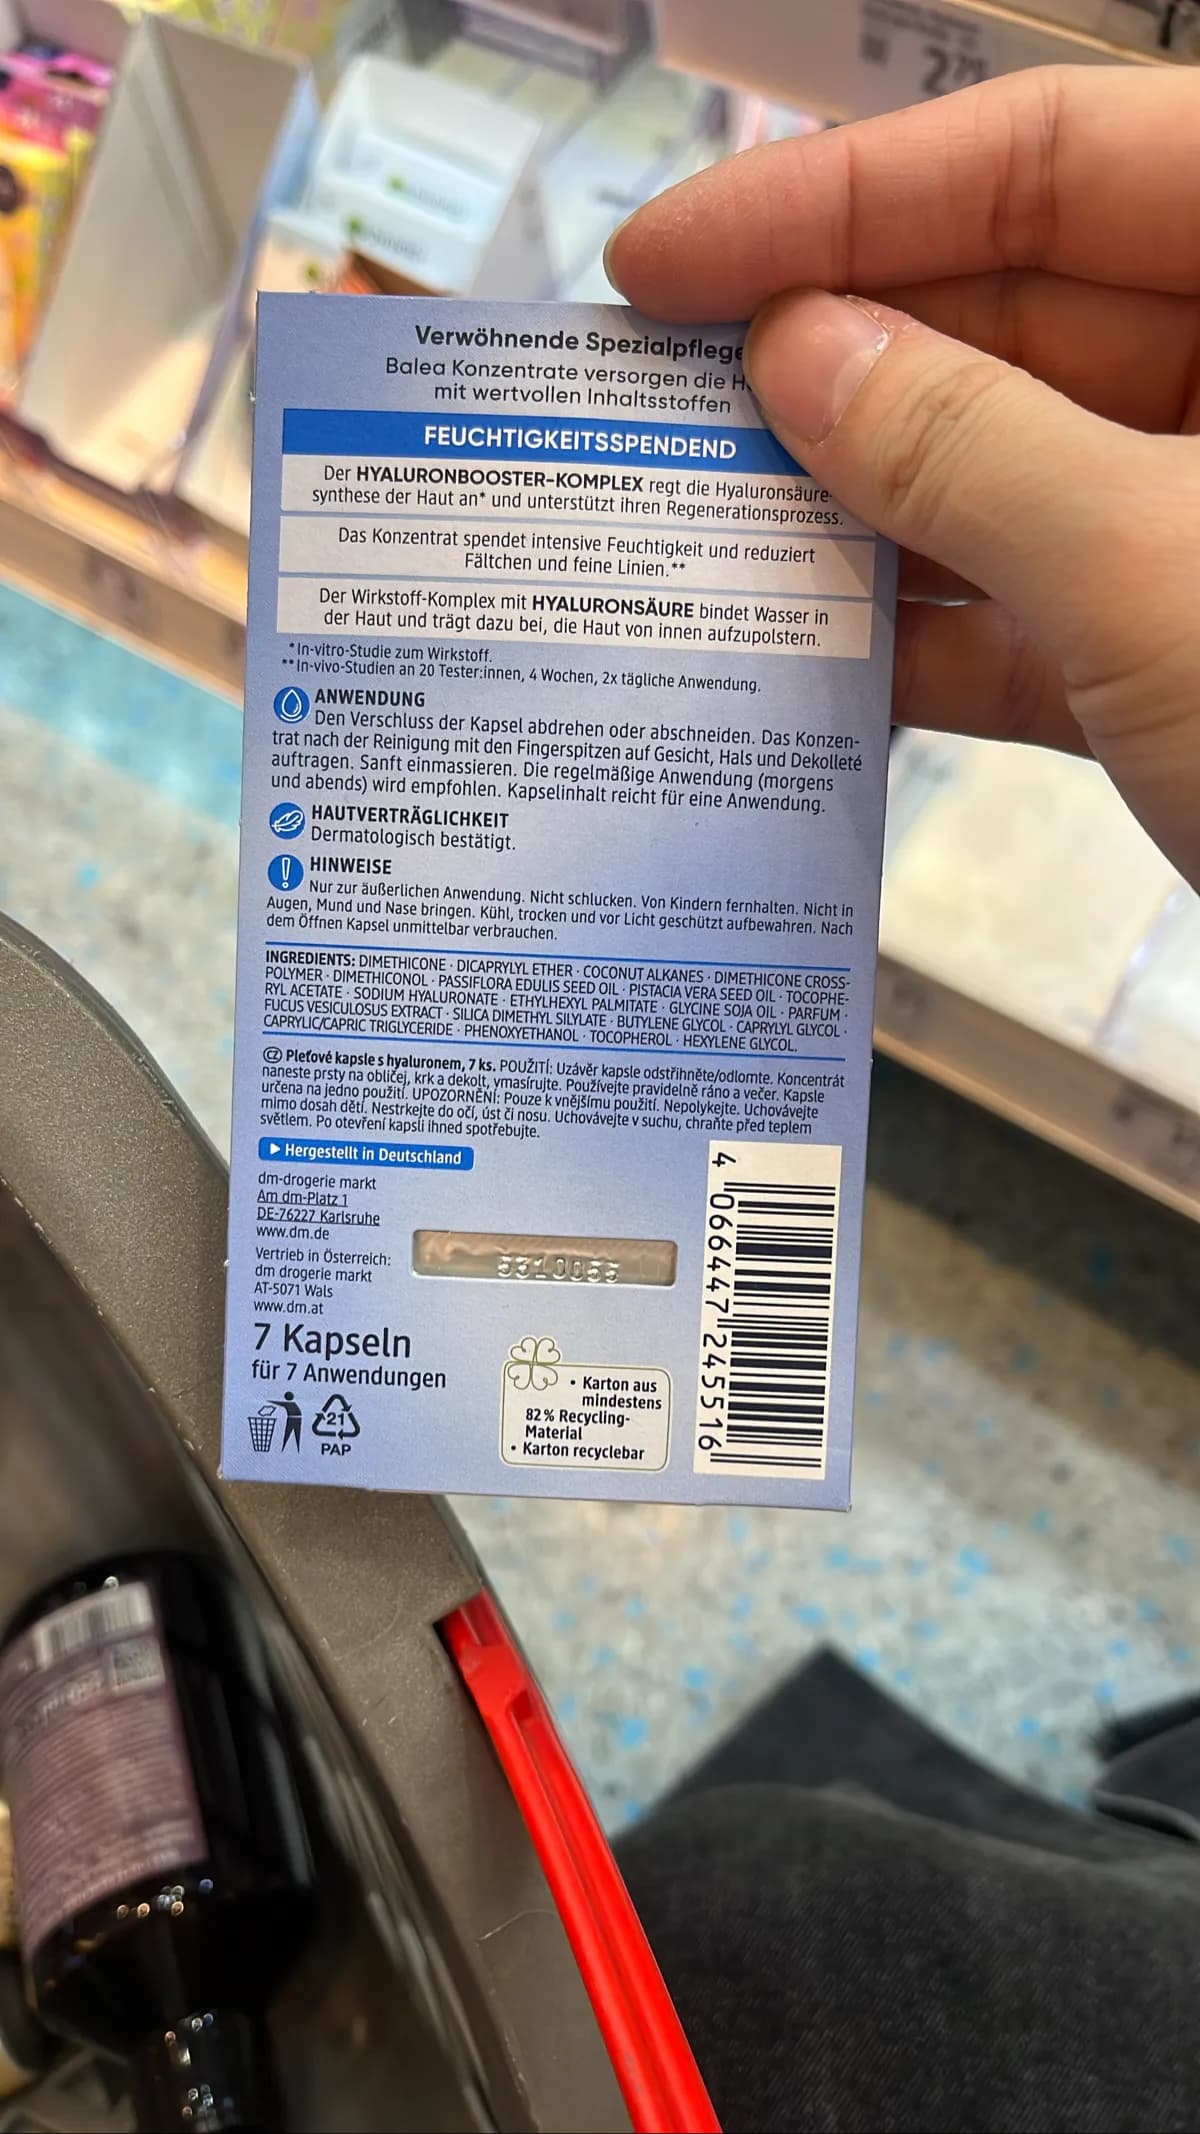 2⁷⁵
Verwöhnende Spezialpflege
Balea Konzentrate versorgen die
mit wertvollen Inhaltsstoffen
FEUCHTIGKEITSSPENDEND
Der HYALURONBOOSTER-KOMPLEX regt die Hyaluronsäure-
synthese der Haut an* und unterstützt ihren Regenerationsprozess.
Das Konzentrat spendet intensive Feuchtigkeit und reduziert
Fältchen und feine Linien.**
Der Wirkstoff-Komplex mit HYALURONSÄURE bindet Wasser in
der Haut und trägt dazu bei, die Haut von innen aufzupolstern.
*In-vitro-Studie zum Wirkstoff.
**In-vivo-Studien an 20 Tester:innen, 4 Wochen, 2x tägliche Anwendung.
ANWENDUNG
Den Verschluss der Kapsel abdrehen oder abschneiden. Das Konzen-
trat nach der Reinigung mit den Fingerspitzen auf Gesicht, Hals und Dekolleté
auftragen. Sanft einmassieren. Die regelmäßige Anwendung (morgens
und abends) wird empfohlen. Kapselinhalt reicht für eine Anwendung.
HAUTVERTRÄGLICHKEIT
Dermatologisch bestätigt.
HINWEISE
Nur zur äußerlichen Anwendung. Nicht schlucken. Von Kindern fernhalten. Nicht in
Augen, Mund und Nase bringen. Kühl, trocken und vor Licht geschützt aufbewahren. Nach
dem Öffnen Kapsel unmittelbar verbrauchen.
INGREDIENTS: DIMETHICONE · DICAPRYLYL ETHER · COCONUT ALKANES · DIMETHICONE CROSS-
POLYMER · DIMETHICONOL · PASSIFLORA EDULIS SEED OIL · PISTACIA VERA SEED OIL · TOCOPHE-
RYL ACETATE · SODIUM HYALURONATE · ETHYLHEXYL PALMITATE · GLYCINE SOJA OIL · PARFUM ·
FUCUS VESICULOSUS EXTRACT · SILICA DIMETHYL SILYLATE · BUTYLENE GLYCOL · CAPRYLYL GLYCOL ·
CAPRYLIC/CAPRIC TRIGLYCERIDE · PHENOXYETHANOL · TOCOPHEROL · HEXYLENE GLYCOL.
CZ Pleťové kapsle s hyaluronem, 7 ks. POUŽITÍ: Uzávěr kapsle odstřihněte/odlomte. Koncentrát
naneste prsty na obličej, krk a dekolt, vmasírujte. Používejte pravidelně ráno a večer. Kapsle
určena na jedno použití. UPOZORNĚNÍ: Pouze k vnějšímu použití. Nepolykejte. Uchovávejte
mimo dosah dětí. Nestrkejte do očí, úst či nosu. Uchovávejte v suchu, chraňte před teplem
světlem. Po otevření kapsli ihned spotřebujte.
Hergestellt in Deutschland
dm-drogerie markt
Am dm-Platz 1
DE-76227 Karlsruhe
www.dm.de
Vertrieb in Österreich:
dm drogerie markt
AT-5071 Wals
www.dm.at
5310055
7 Kapseln
für 7 Anwendungen
21
PAP
• Karton aus
mindestens
82 % Recycling-
Material
• Karton recyclebar
4 066447 245516